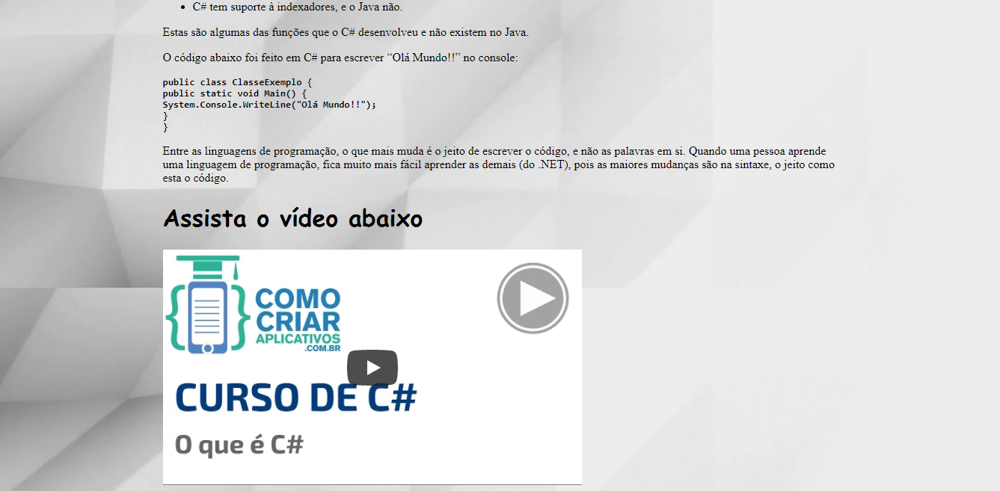 • C# tem suporte à indexadores, e o Java não.
Estas são algumas das funções que o C# desenvolveu e não existem no Java.
O código abaixo foi feito em C# para escrever “Olá Mundo!!” no console:
public class ClasseExemplo {
public static void Main() {
System.Console.WriteLine("Olá Mundo!!");
}
}
Entre as linguagens de programação, o que mais muda é o jeito de escrever o código, e não as palavras em si. Quando uma pessoa aprende
uma linguagem de programação, fica muito mais fácil aprender as demais (do .NET), pois as maiores mudanças são na sintaxe, o jeito como
esta o código.
Assista o vídeo abaixo
COMO
CRIAR
APLICATIVOS
.COM.BR
CURSO DE C#
O que é C#